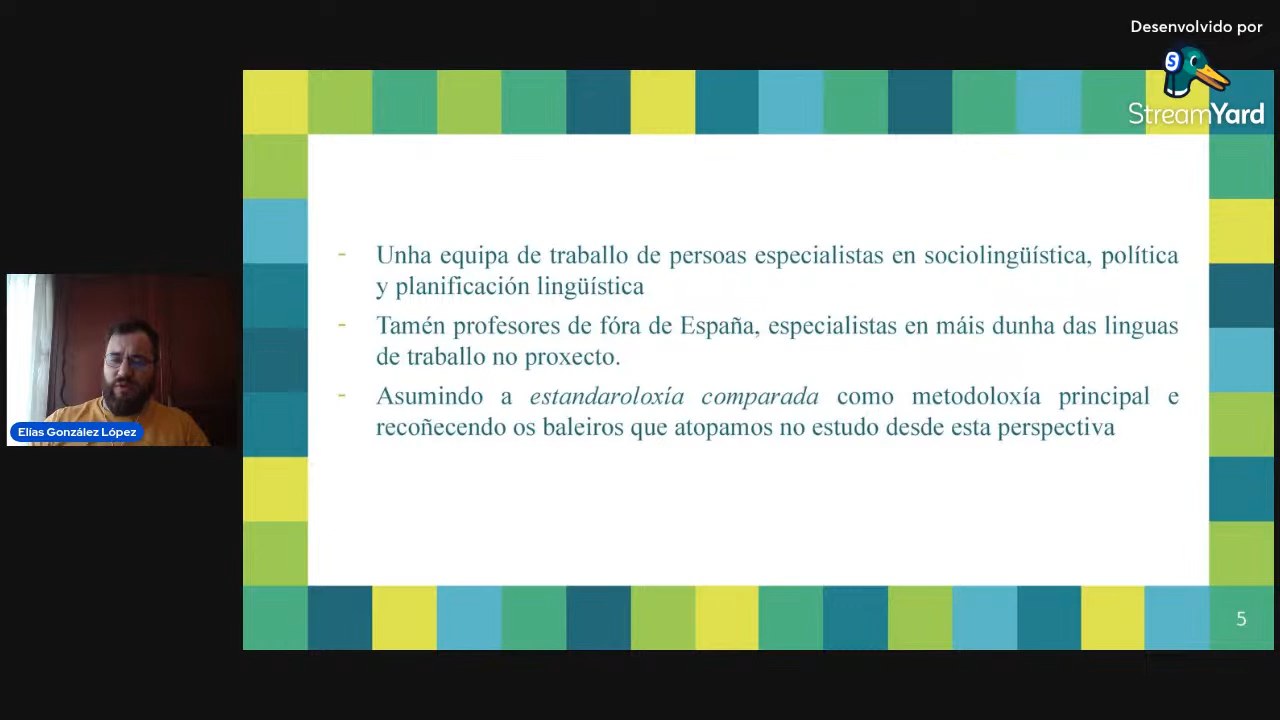 Desenvolvido por
S
StreamYard
- Unha equipa de traballo de persoas especialistas en sociolingüística, política
y planificación lingüística
- Tamén profesores de fóra de España, especialistas en máis dunha das linguas
de traballo no proxecto.
- Asumindo a estandaroloxía comparada como metodoloxía principal e
recoñecendo os baleiros que atopamos no estudo desde esta perspectiva
Elías González López
5